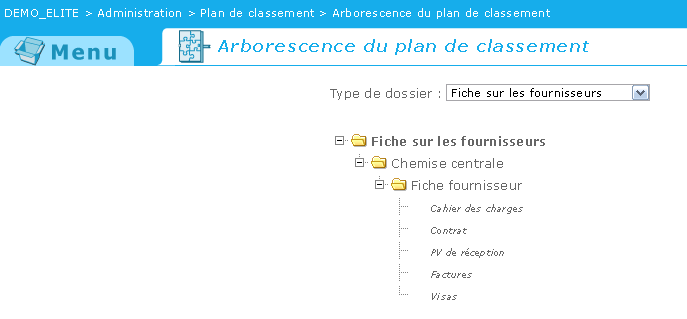 DEMO_ELITE > Administration > Plan de classement > Arborescence du plan de classement
Menu
Arborescence du plan de classement
Type de dossier : Fiche sur les fournisseurs
Fiche sur les fournisseurs
Chemise centrale
Fiche fournisseur
Cahier des charges
Contrat
PV de réception
Factures
Visas